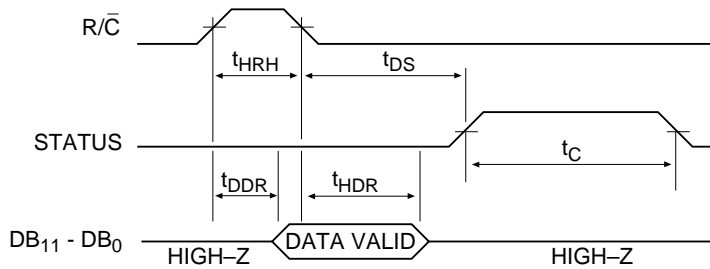 R/C̄
tHRH
tDS
STATUS
tC
tDDR
tHDR
DB11 - DB0
DATA VALID
HIGH–Z
HIGH–Z